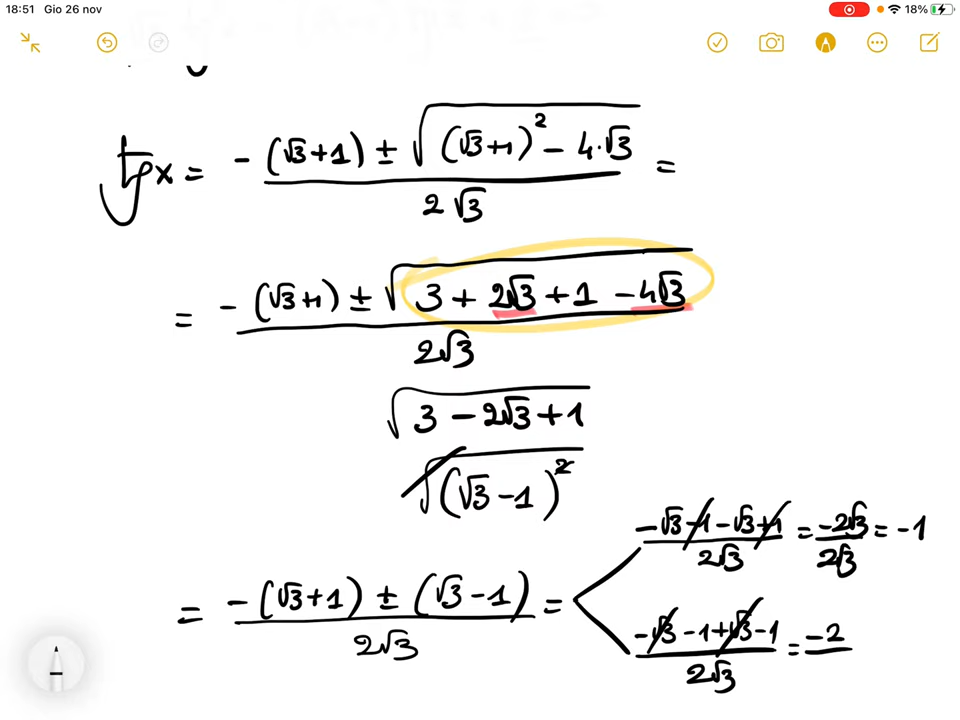 18:51 Gio 26 nov 18%
tgx = (-(√3+1) ± √((√3+1)² - 4·√3)) / (2√3) =
= (-(√3+1) ± √(3 + 2√3 + 1 - 4√3)) / (2√3)
√(3 - 2√3 + 1)
√((√3 - 1)²)
(-√3 - 1 - √3 + 1) / (2√3) = (-2√3) / (2√3) = -1
= (-(√3+1) ± (√3 - 1)) / (2√3) =
(-√3 - 1 + √3 - 1) / (2√3) = -2